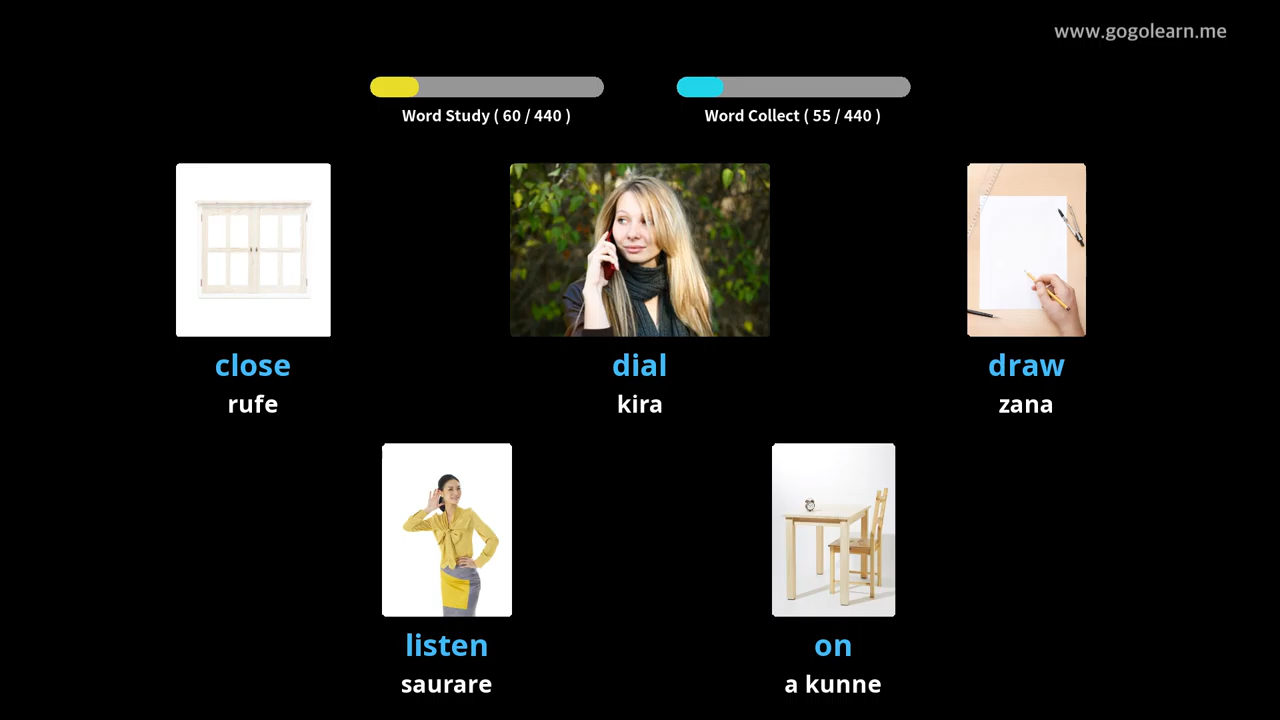 www.gogolearn.me
Word Study ( 60 / 440 )
Word Collect ( 55 / 440 )
close
rufe
dial
kira
draw
zana
listen
saurare
on
a kunne